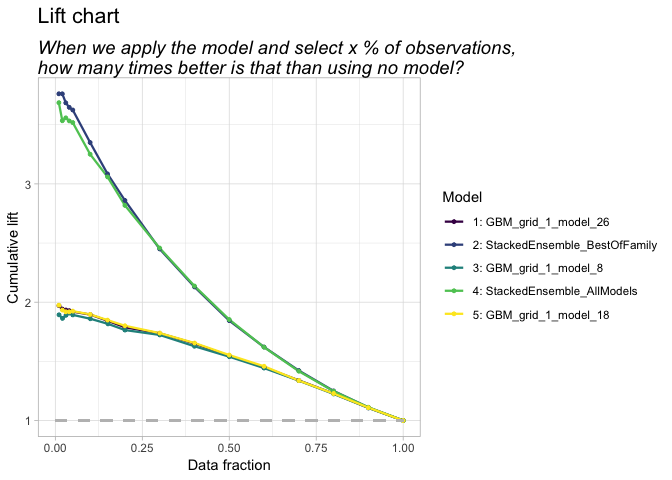 Lift chart
When we apply the model and select x % of observations,
how many times better is that than using no model?
Cumulative lift
3
2
1
0.00 0.25 0.50 0.75 1.00
Data fraction
Model
1: GBM_grid_1_model_26
2: StackedEnsemble_BestOfFamily
3: GBM_grid_1_model_8
4: StackedEnsemble_AllModels
5: GBM_grid_1_model_18